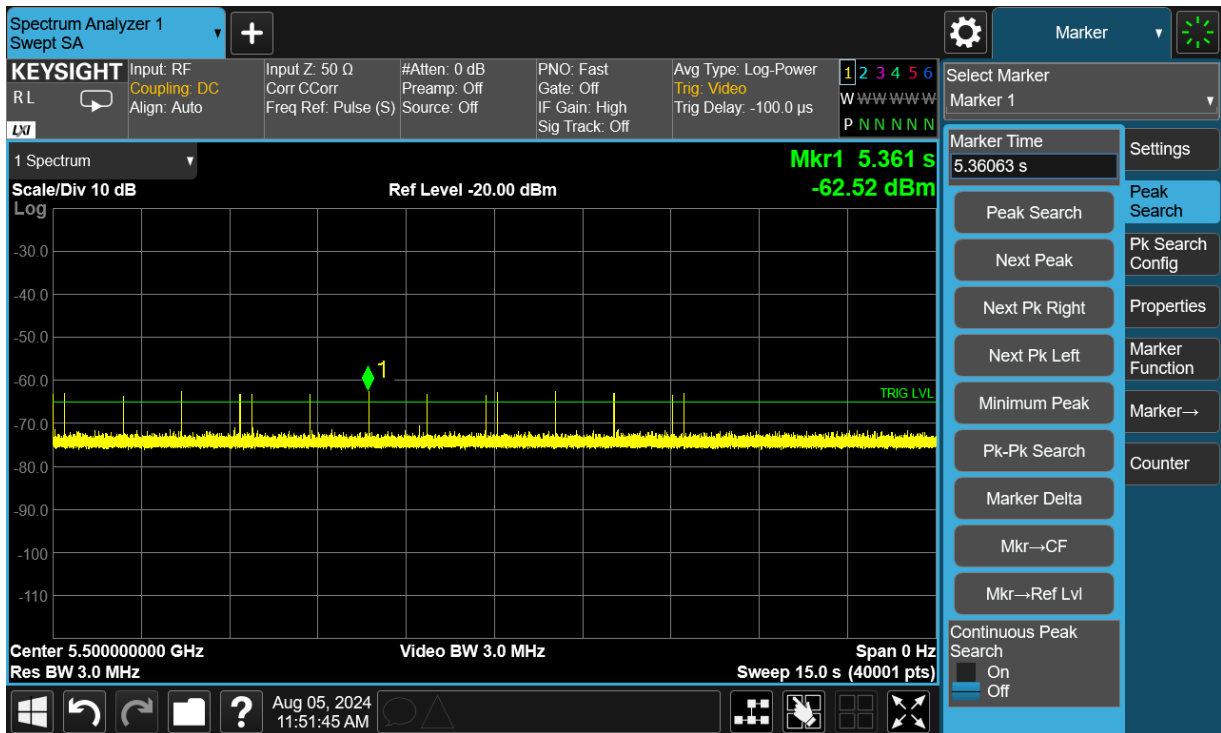 Spectrum Analyzer 1
Swept SA
+
Marker
KEYSIGHT
R L
LXI
Input: RF
Coupling: DC
Align: Auto
Input Z: 50 Ω
Corr CCorr
Freq Ref: Pulse (S)
#Atten: 0 dB
Preamp: Off
Source: Off
PNO: Fast
Gate: Off
IF Gain: High
Sig Track: Off
Avg Type: Log-Power
Trig: Video
Trig Delay: -100.0 µs
1 2 3 4 5 6
W W W W W W
P N N N N N
Select Marker
Marker 1
1 Spectrum
Mkr1 5.361 s
Scale/Div 10 dB
Ref Level -20.00 dBm
-62.52 dBm
Log
-30.0
-40.0
-50.0
-60.0
-70.0
-80.0
-90.0
-100
-110
1
TRIG LVL
Center 5.500000000 GHz
Video BW 3.0 MHz
Span 0 Hz
Res BW 3.0 MHz
Sweep 15.0 s (40001 pts)
Marker Time
5.36063 s
Peak Search
Next Peak
Next Pk Right
Next Pk Left
Minimum Peak
Pk-Pk Search
Marker Delta
Mkr→CF
Mkr→Ref Lvl
Continuous Peak
Search
On
Off
Settings
Peak
Search
Pk Search
Config
Properties
Marker
Function
Marker→
Counter
?
Aug 05, 2024
11:51:45 AM